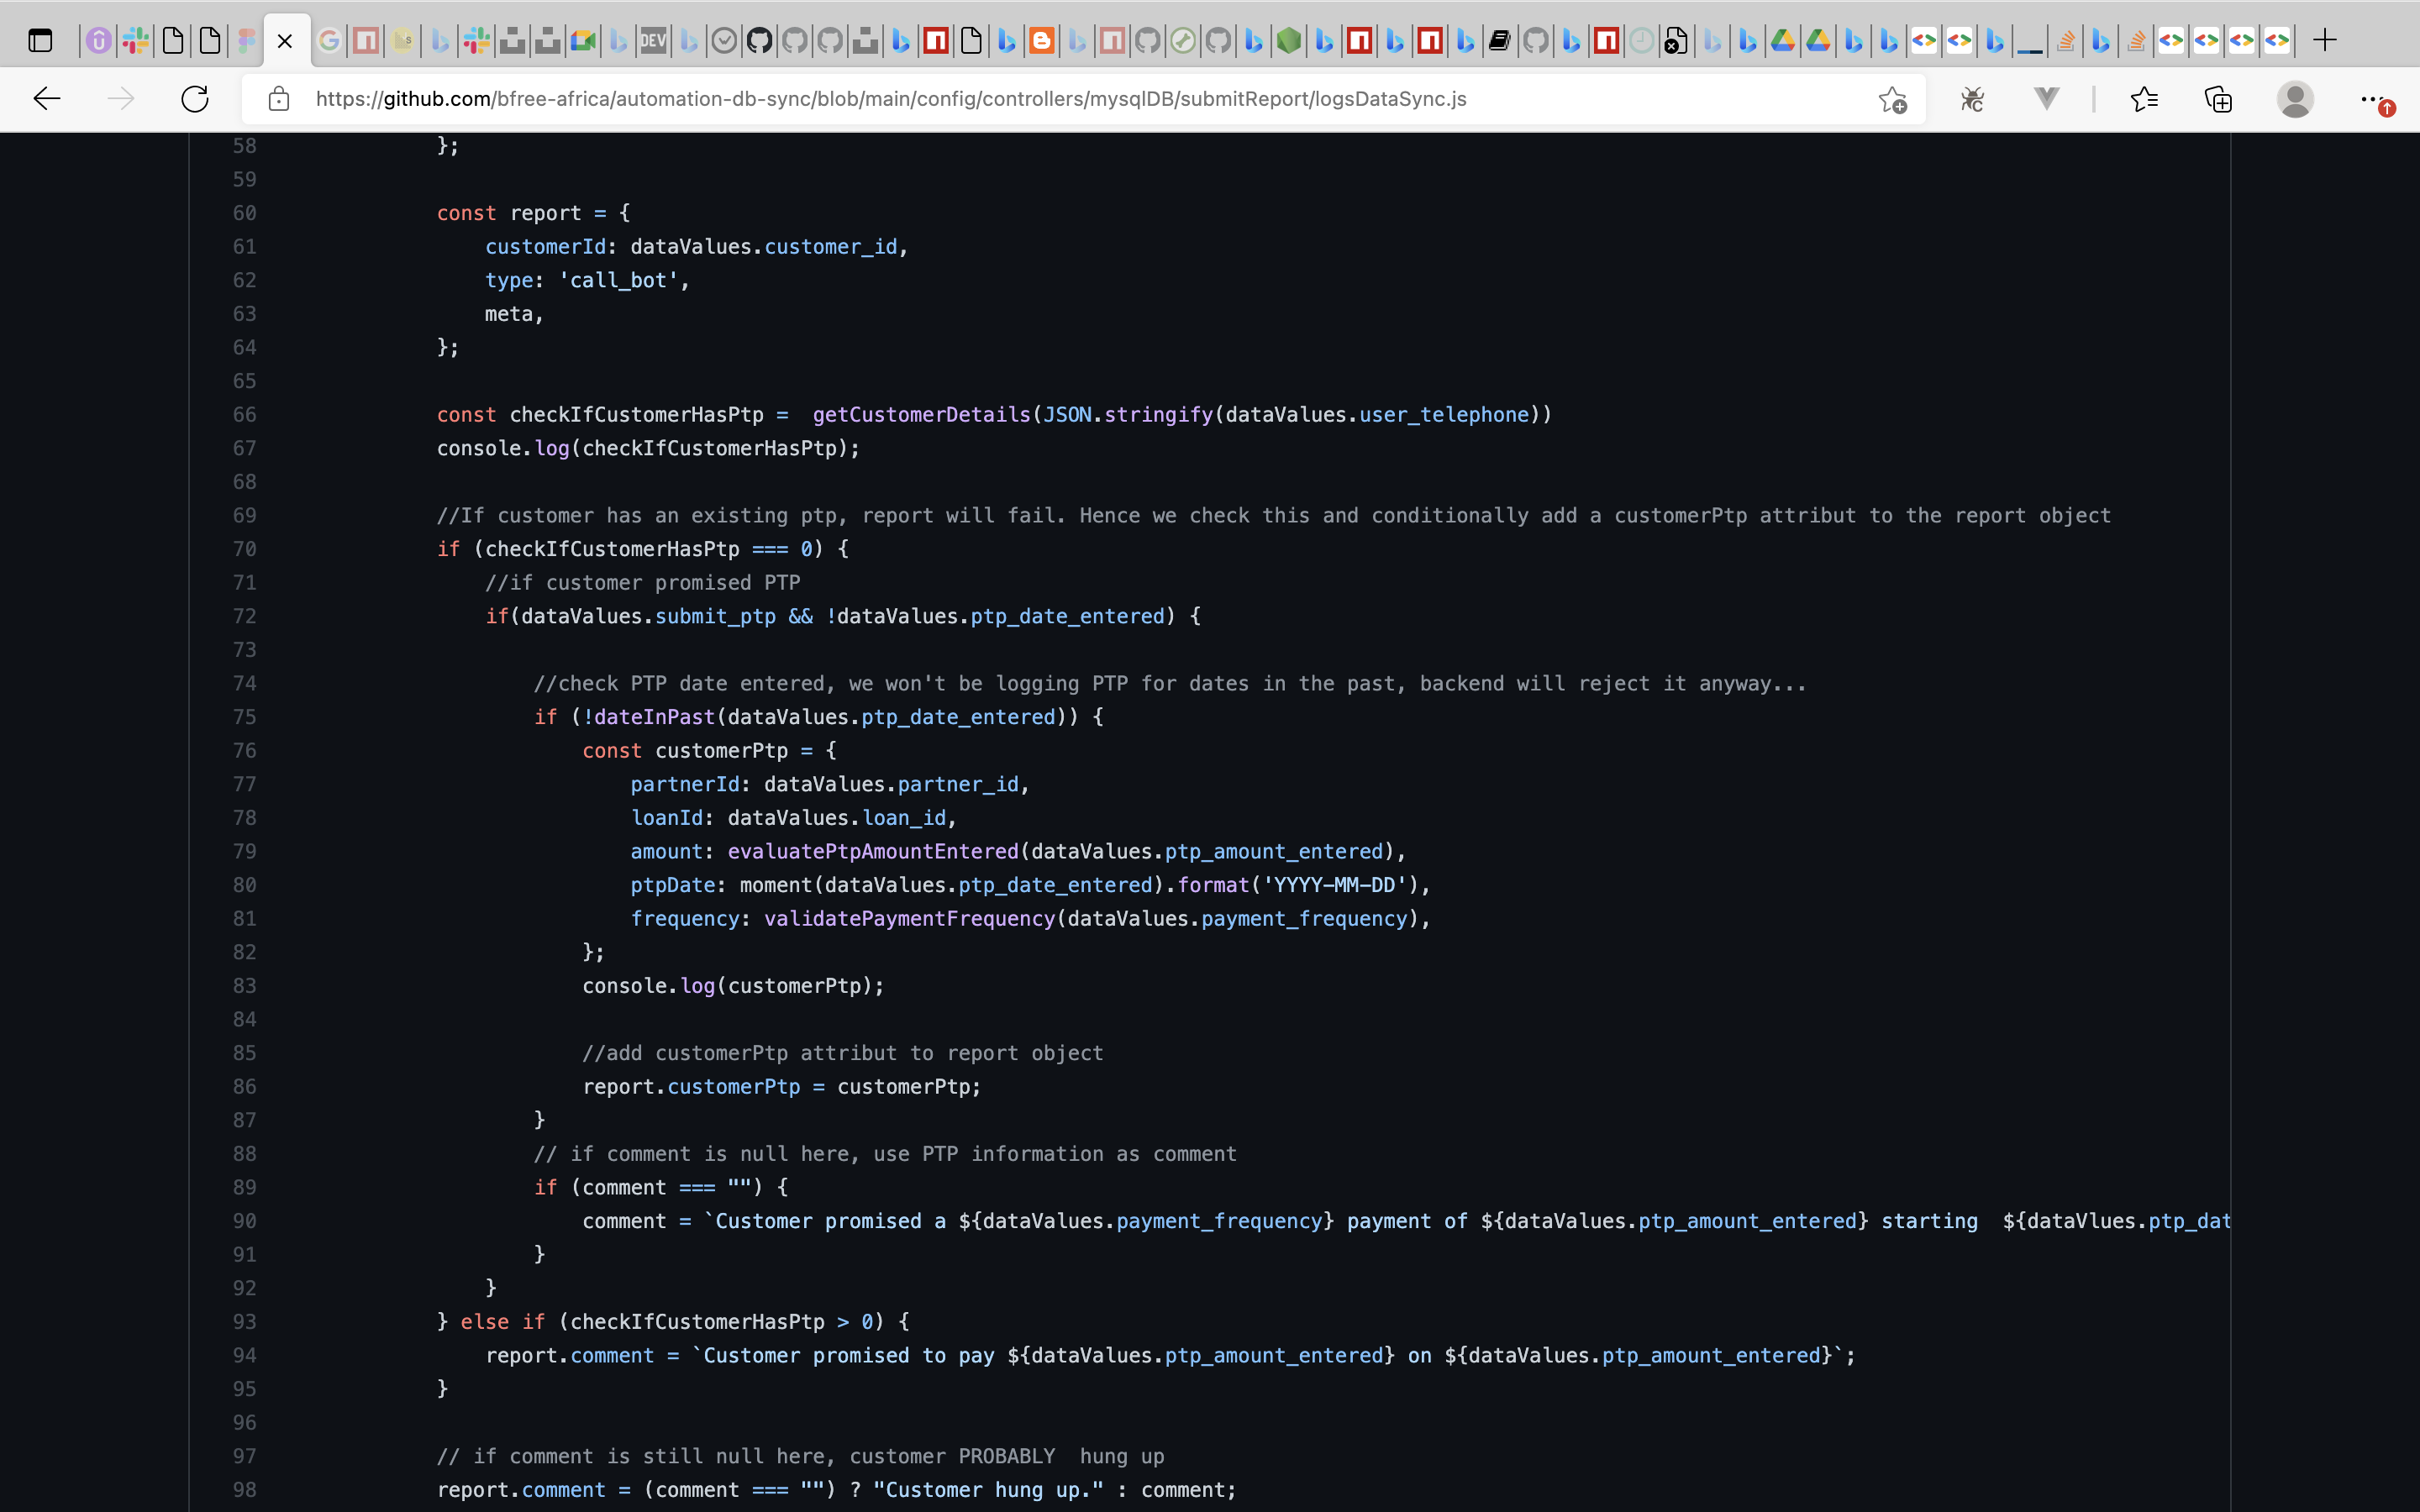 DEV
https://github.com/bfree-africa/automation-db-sync/blob/main/config/controllers/mysqlDB/submitReport/logsDataSync.js
58 };
59
60 const report = {
61 customerId: dataValues.customer_id,
62 type: 'call_bot',
63 meta,
64 };
65
66 const checkIfCustomerHasPtp =  getCustomerDetails(JSON.stringify(dataValues.user_telephone))
67 console.log(checkIfCustomerHasPtp);
68
69 //If customer has an existing ptp, report will fail. Hence we check this and conditionally add a customerPtp attribut to the report object
70 if (checkIfCustomerHasPtp === 0) {
71 //if customer promised PTP
72 if(dataValues.submit_ptp && !dataValues.ptp_date_entered) {
73
74 //check PTP date entered, we won't be logging PTP for dates in the past, backend will reject it anyway...
75 if (!dateInPast(dataValues.ptp_date_entered)) {
76 const customerPtp = {
77 partnerId: dataValues.partner_id,
78 loanId: dataValues.loan_id,
79 amount: evaluatePtpAmountEntered(dataValues.ptp_amount_entered),
80 ptpDate: moment(dataValues.ptp_date_entered).format('YYYY-MM-DD'),
81 frequency: validatePaymentFrequency(dataValues.payment_frequency),
82 };
83 console.log(customerPtp);
84
85 //add customerPtp attribut to report object
86 report.customerPtp = customerPtp;
87 }
88 // if comment is null here, use PTP information as comment
89 if (comment === "") {
90 comment = `Customer promised a ${dataValues.payment_frequency} payment of ${dataValues.ptp_amount_entered} starting  ${dataVlues.ptp_dat
91 }
92 }
93 } else if (checkIfCustomerHasPtp > 0) {
94 report.comment = `Customer promised to pay ${dataValues.ptp_amount_entered} on ${dataValues.ptp_amount_entered}`;
95 }
96
97 // if comment is still null here, customer PROBABLY  hung up
98 report.comment = (comment === "") ? "Customer hung up." : comment;